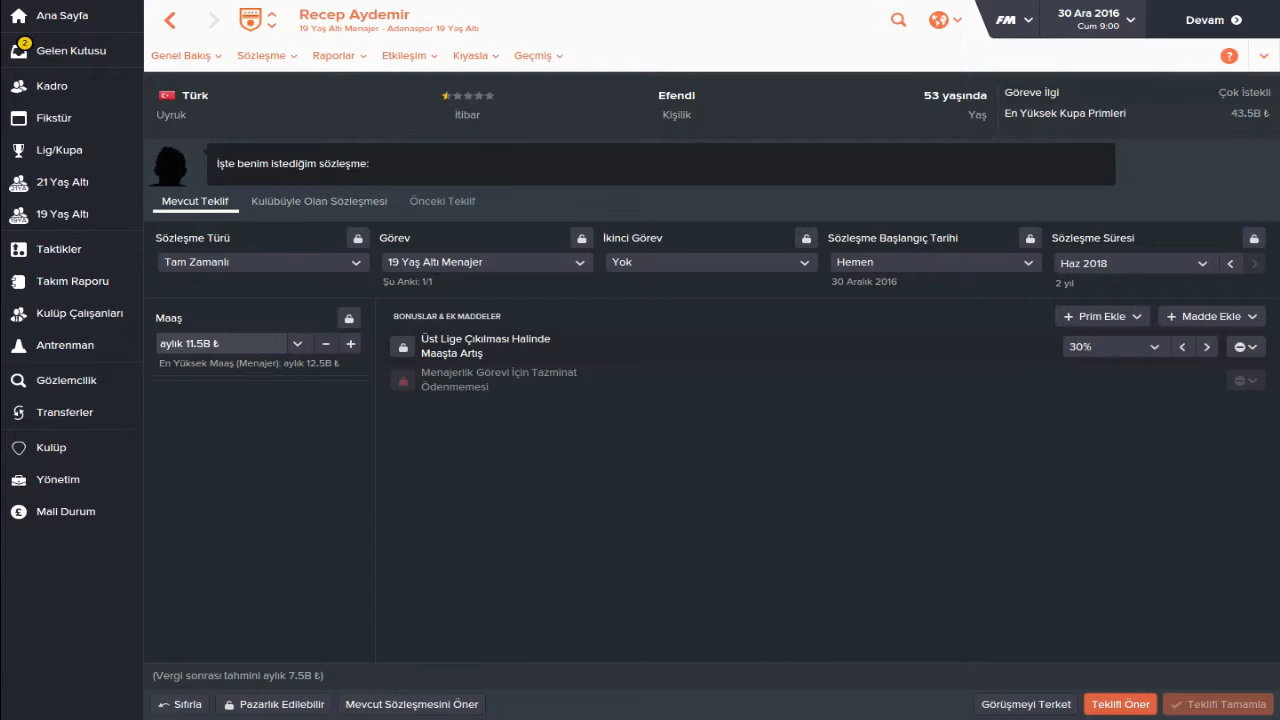 Ana Sayfa
2
Gelen Kutusu
Kadro
Fikstür
Lig/Kupa
21 Yaş Altı
19 Yaş Altı
Taktikler
Takım Raporu
Kulüp Çalışanları
Antrenman
Gözlemcilik
Transferler
Kulüp
Yönetim
Mali Durum
Recep Aydemir
19 Yaş Altı Menajer - Adanaspor 19 Yaş Altı
FM
30 Ara 2016
Cum 9:00
Devam
Genel Bakış
Sözleşme
Raporlar
Etkileşim
Kıyasla
Geçmiş
?
Türk
Uyruk
İtibar
Efendi
Kişilik
53 yaşında
Yaş
Göreve İlgi
Çok İstekli
En Yüksek Kupa Primleri
43.5B ₺
İşte benim istediğim sözleşme:
Mevcut Teklif
Kulübüyle Olan Sözleşmesi
Önceki Teklif
Sözleşme Türü
Tam Zamanlı
Görev
19 Yaş Altı Menajer
Şu Anki: 1/1
İkinci Görev
Yok
Sözleşme Başlangıç Tarihi
Hemen
30 Aralık 2016
Sözleşme Süresi
Haz 2018
2 yıl
Maaş
aylık 11.5B ₺
En Yüksek Maaş (Menajer): aylık 12.5B ₺
BONUSLAR & EK MADDELER
+ Prim Ekle
+ Madde Ekle
Üst Lige Çıkılması Halinde
Maaşta Artış
30%
Menajerlik Görevi İçin Tazminat
Ödenmemesi
(Vergi sonrası tahmini aylık 7.5B ₺)
Sıfırla
Pazarlık Edilebilir
Mevcut Sözleşmesini Öner
Görüşmeyi Terket
Teklifi Öner
Teklifi Tamamla